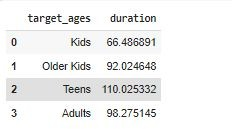 target_ages duration
0 Kids 66.486891
1 Older Kids 92.024648
2 Teens 110.025332
3 Adults 98.275145